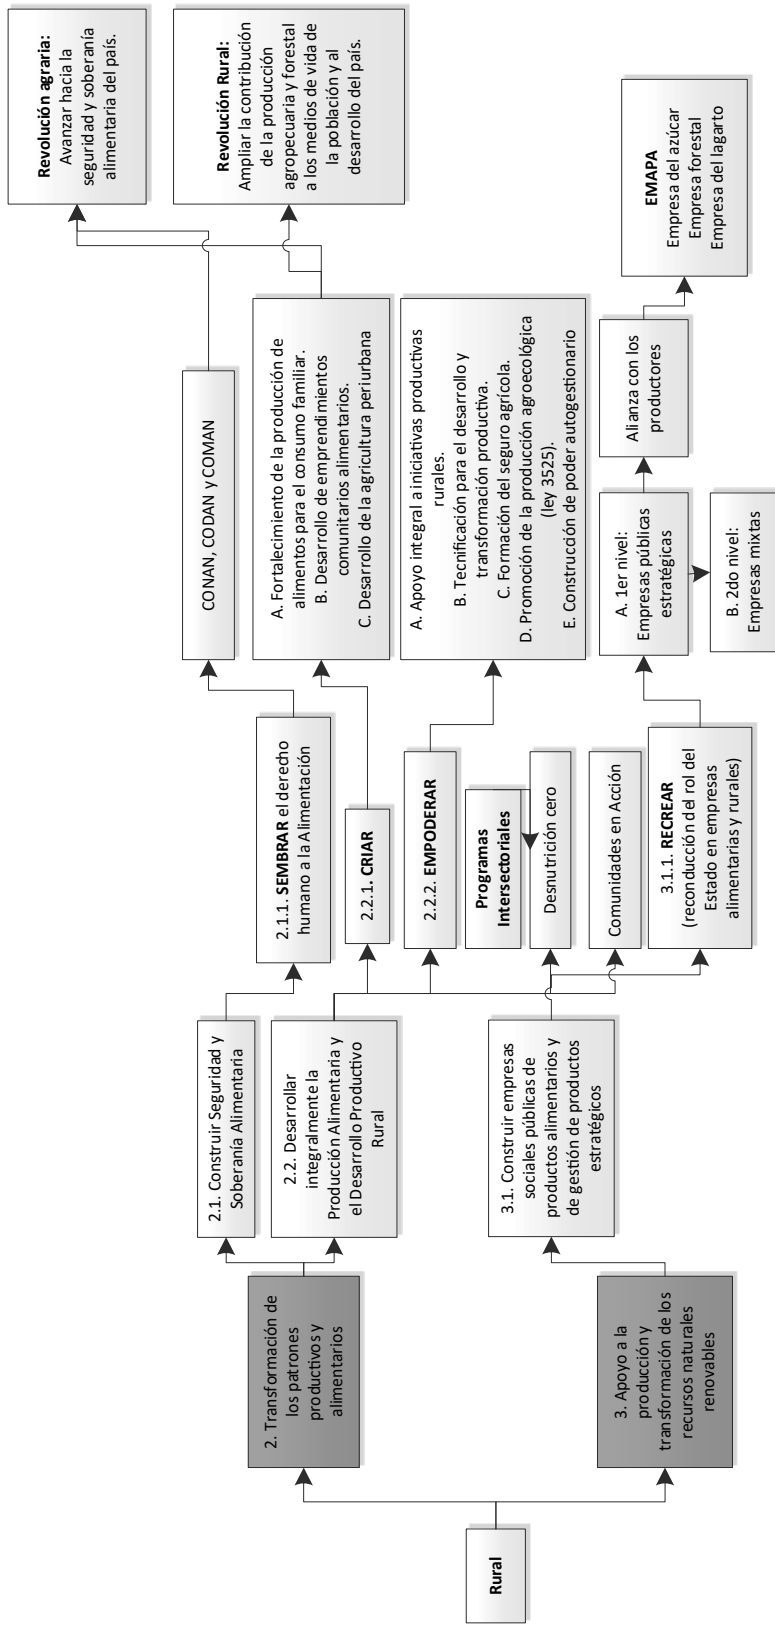 Rural
2. Transformación de
los patrones
productivos y
alimentarios
3. Apoyo a la
producción y
transformación de los
recursos naturales
renovables
2.1. Construir Seguridad y
Soberanía Alimentaria
2.2. Desarrollar
integralmente la
Producción Alimentaria y
el Desarrollo Productivo
Rural
3.1. Construir empresas
sociales públicas de
productos alimentarios y
de gestión de productos
estratégicos
2.1.1. SEMBRAR el derecho
humano a la Alimentación
2.2.1. CRIAR
2.2.2. EMPODERAR
Programas
Intersectoriales
Desnutrición cero
Comunidades en Acción
3.1.1. RECREAR
(reconducción del rol del
Estado en empresas
alimentarias y rurales)
CONAN, CODAN y COMAN
A. Fortalecimiento de la producción de
alimentos para el consumo familiar.
B. Desarrollo de emprendimientos
comunitarios alimentarios.
C. Desarrollo de la agricultura periurbana
A. Apoyo integral a iniciativas productivas
rurales.
B. Tecnificación para el desarrollo y
transformación productiva.
C. Formación del seguro agrícola.
D. Promoción de la producción agroecológica
(ley 3525).
E. Construcción de poder autogestionario
A. 1er nivel:
Empresas públicas
estratégicas
B. 2do nivel:
Empresas mixtas
Alianza con los
productores
Revolución agraria:
Avanzar hacia la
seguridad y soberanía
alimentaria del país.
Revolución Rural:
Ampliar la contribución
de la producción
agropecuaria y forestal
a los medios de vida de
la población y al
desarrollo del país.
EMAPA
Empresa del azúcar
Empresa forestal
Empresa del lagarto